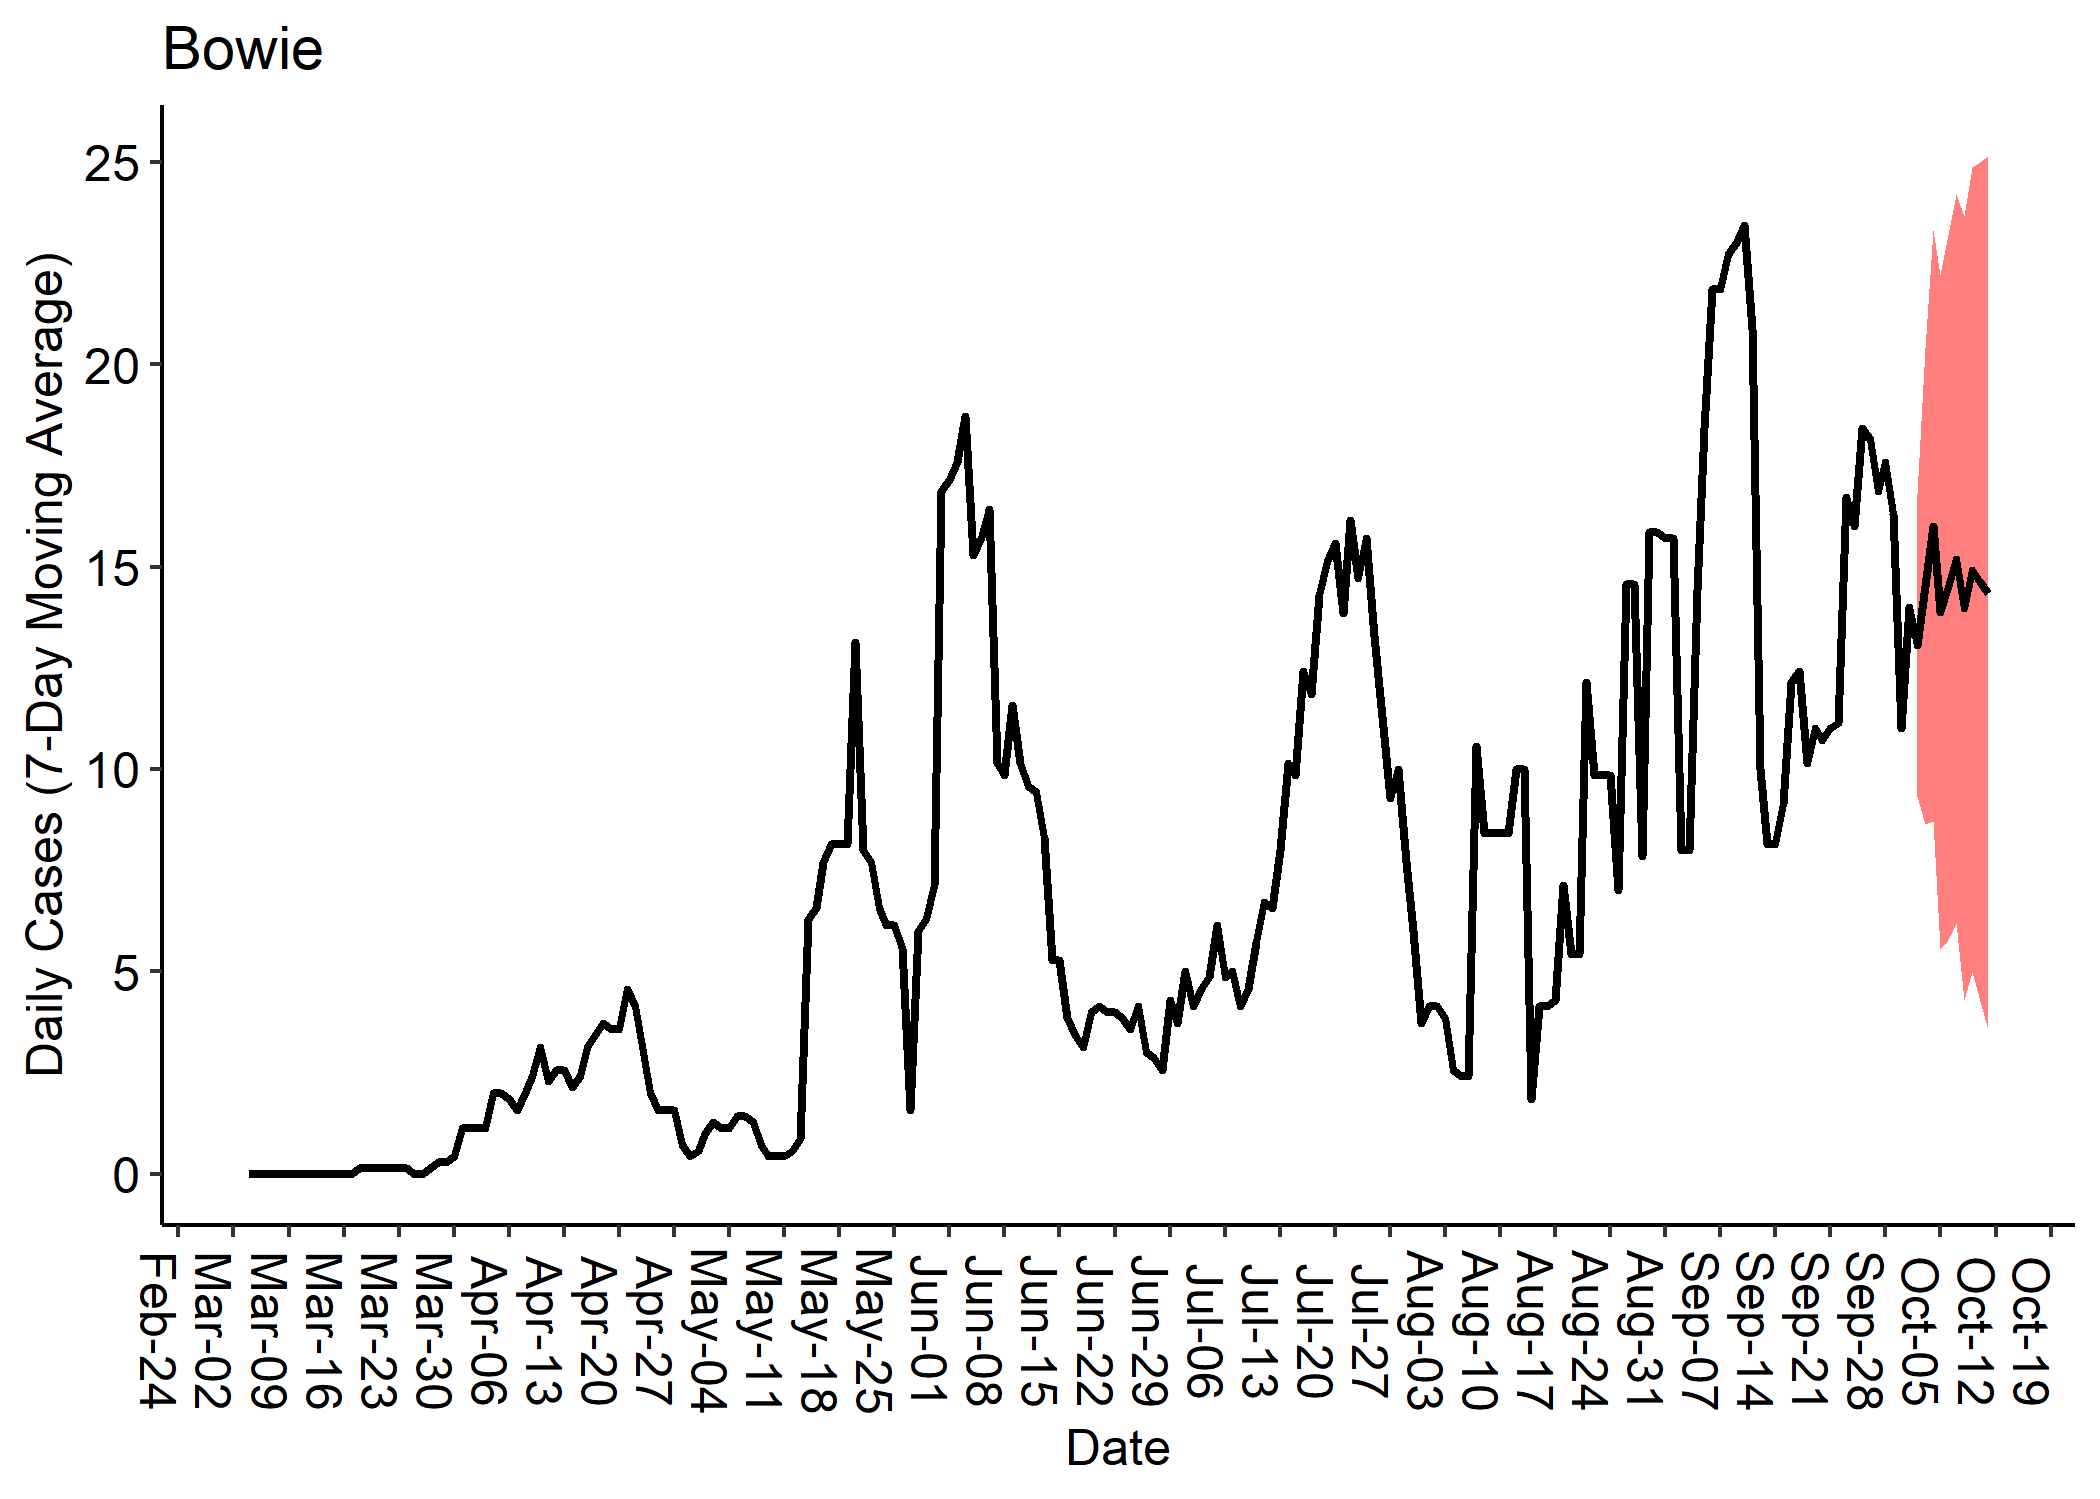 Bowie
Daily Cases (7-Day Moving Average)
25
20
15
10
5
0
Feb-24
Mar-02
Mar-09
Mar-16
Mar-23
Mar-30
Apr-06
Apr-13
Apr-20
Apr-27
May-04
May-11
May-18
May-25
Jun-01
Jun-08
Jun-15
Jun-22
Jun-29
Jul-06
Jul-13
Jul-20
Jul-27
Aug-03
Aug-10
Aug-17
Aug-24
Aug-31
Sep-07
Sep-14
Sep-21
Sep-28
Oct-05
Oct-12
Oct-19
Date